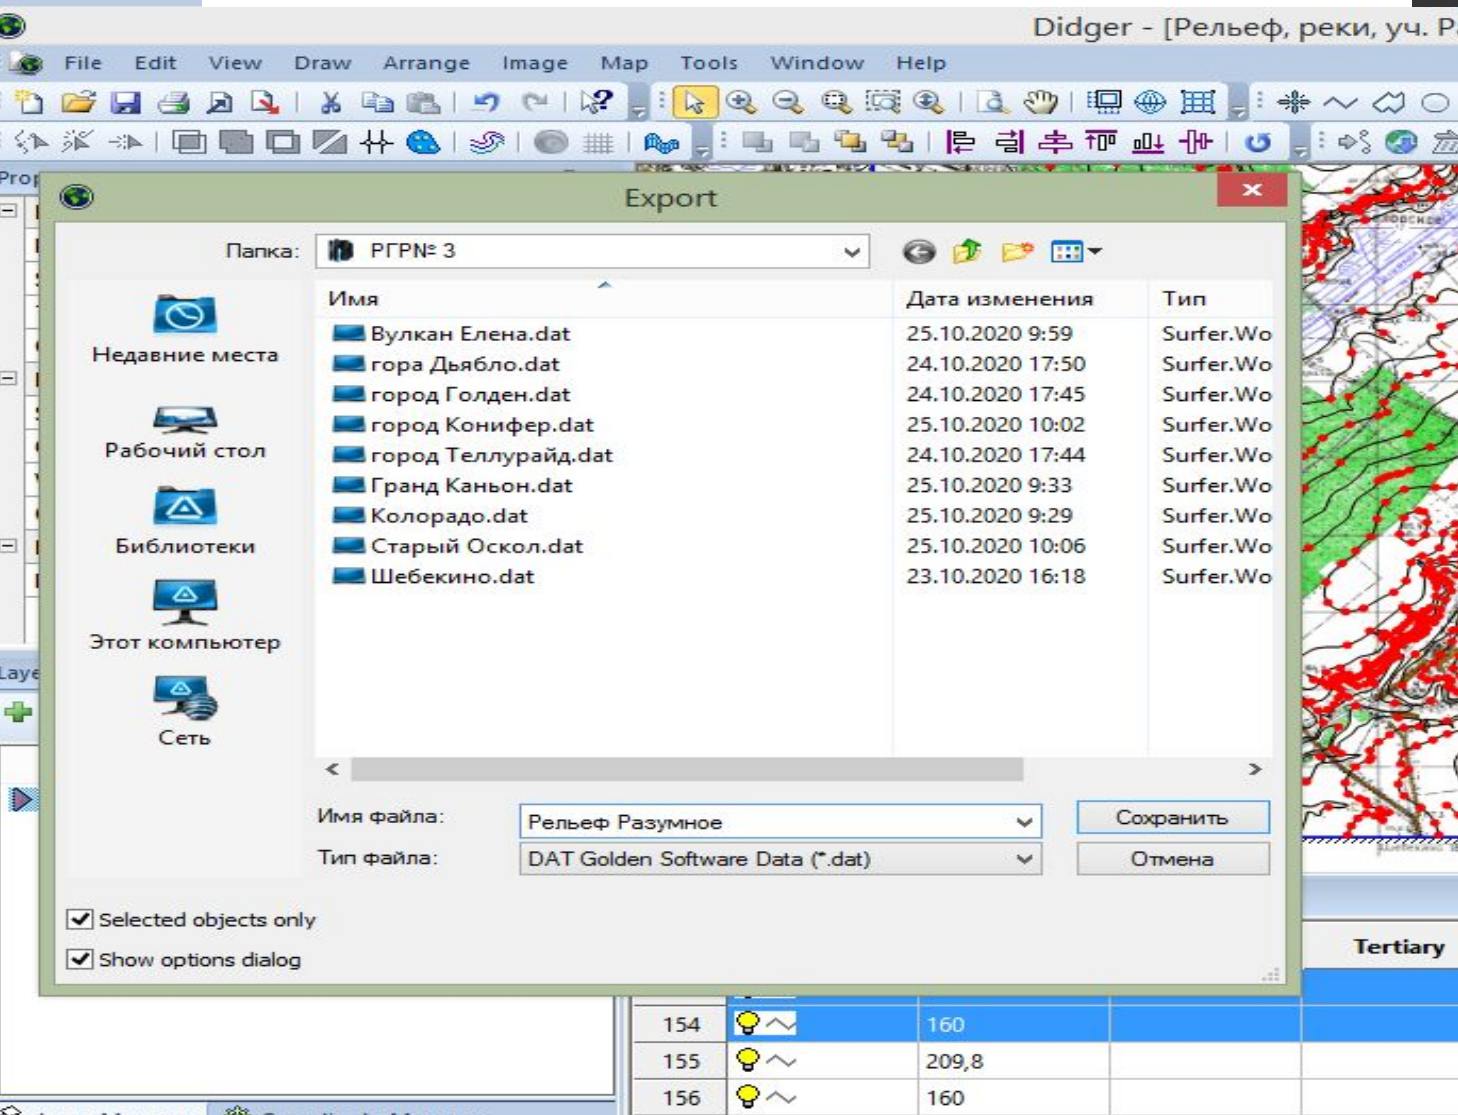 Didger - [Рельеф, реки, уч. Ра
File Edit View Draw Arrange Image Map Tools Window Help
Export
Папка: РГР№ 3
Имя Дата изменения Тип
Вулкан Елена.dat 25.10.2020 9:59 Surfer.Wo
гора Дьябло.dat 24.10.2020 17:50 Surfer.Wo
город Голден.dat 24.10.2020 17:45 Surfer.Wo
город Конифер.dat 25.10.2020 10:02 Surfer.Wo
город Теллурайд.dat 24.10.2020 17:44 Surfer.Wo
Гранд Каньон.dat 25.10.2020 9:33 Surfer.Wo
Колорадо.dat 25.10.2020 9:29 Surfer.Wo
Старый Оскол.dat 25.10.2020 10:06 Surfer.Wo
Шебекино.dat 23.10.2020 16:18 Surfer.Wo
Недавние места
Рабочий стол
Библиотеки
Этот компьютер
Сеть
Имя файла: Рельеф Разумное Сохранить
Тип файла: DAT Golden Software Data (*.dat) Отмена
Selected objects only
Show options dialog
Tertiary
154 160
155 209,8
156 160